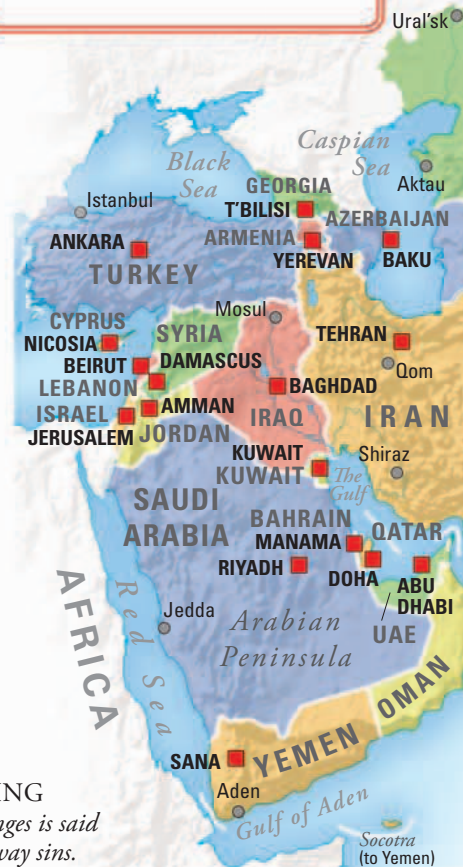 Ural'sk
Caspian
Sea
Black
Sea
Aktau
GEORGIA
Istanbul
T'BILISI
AZERBAIJAN
ANKARA
ARMENIA
YEREVAN
BAKU
TURKEY
Mosul
CYPRUS
SYRIA
TEHRAN
NICOSIA
BEIRUT
DAMASCUS
Qom
LEBANON
BAGHDAD
ISRAEL
AMMAN
IRAQ
IRAN
JERUSALEM
JORDAN
KUWAIT
Shiraz
KUWAIT
The
Gulf
SAUDI
ARABIA
BAHRAIN
QATAR
MANAMA
RIYADH
DOHA
ABU
DHABI
AFRICA
Red Sea
Jedda
Arabian
Peninsula
UAE
OMAN
SANA
YEMEN
Aden
Gulf of Aden
ING
nges is said
way sins.
Socotra
(to Yemen)